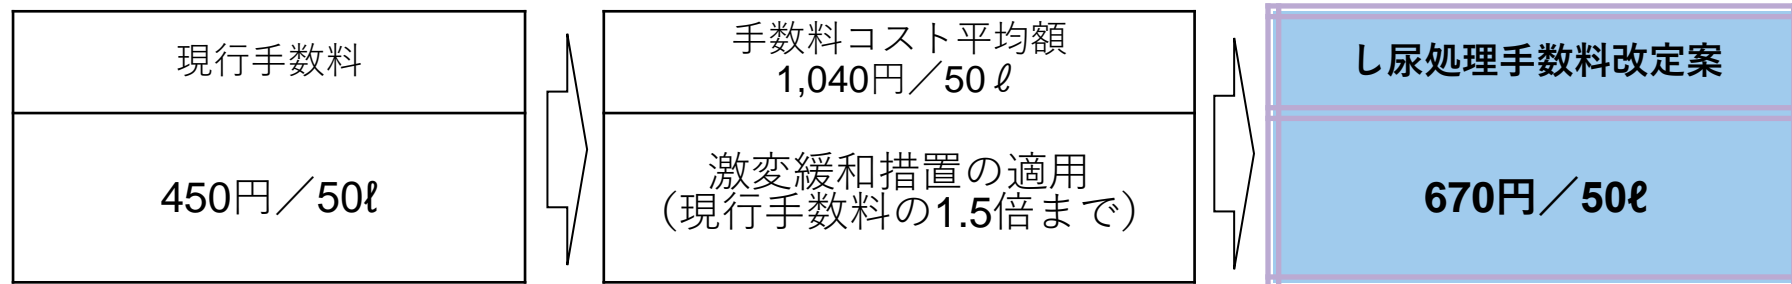 現行手数料
450円／50ℓ
手数料コスト平均額
1,040円／50ℓ
激変緩和措置の適用
（現行手数料の1.5倍まで）
し尿処理手数料改定案
670円／50ℓ